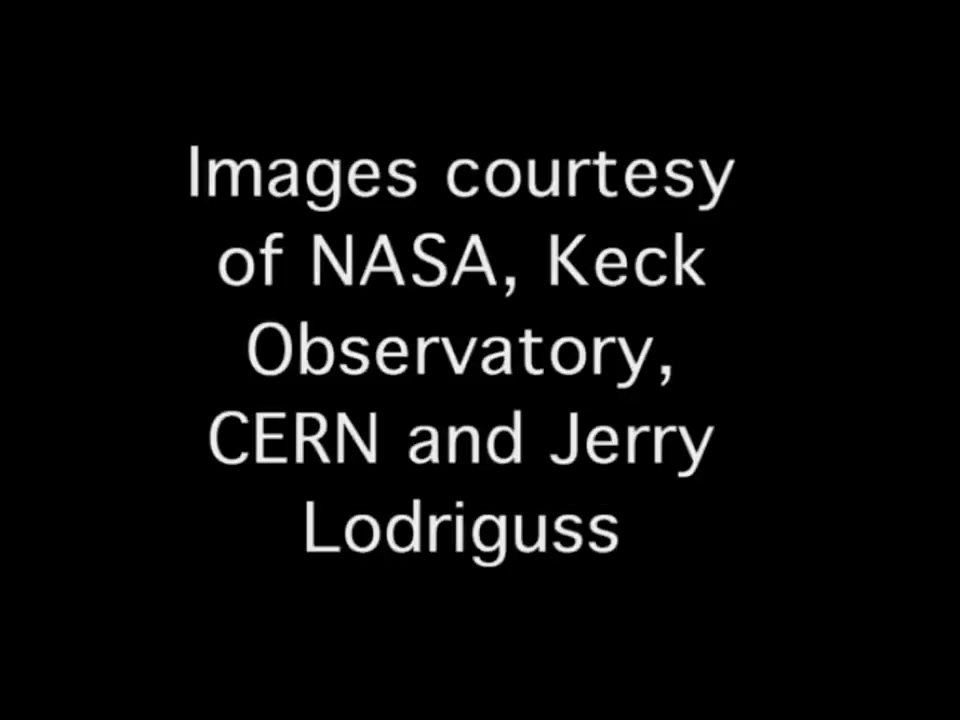 Images courtesy
of NASA, Keck
Observatory,
CERN and Jerry
Lodriguss